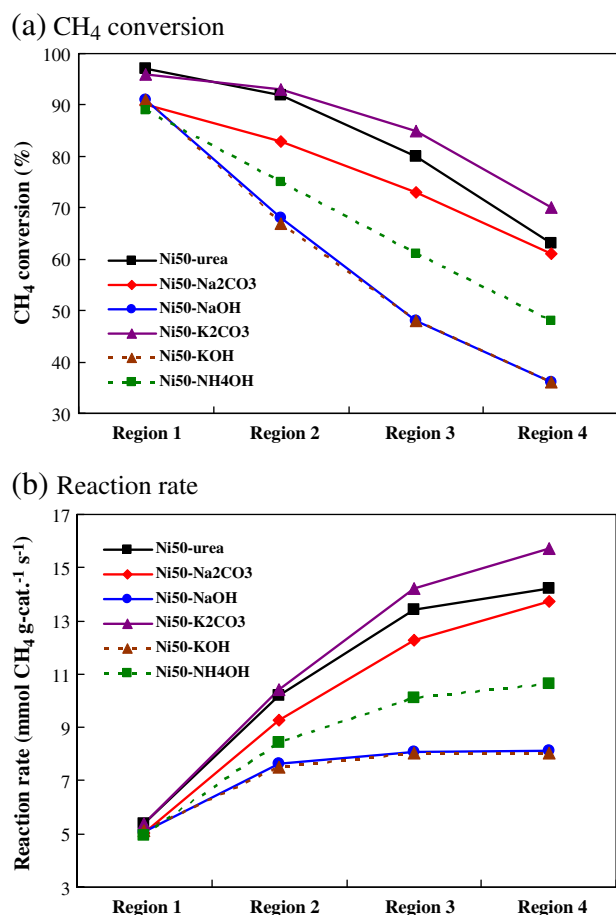 (a) CH₄ conversion
100
90
80
70
60
50
40
30
CH₄ conversion (%)
Ni50-urea
Ni50-Na2CO3
Ni50-NaOH
Ni50-K2CO3
Ni50-KOH
Ni50-NH4OH
Region 1 Region 2 Region 3 Region 4
(b) Reaction rate
17
15
13
11
9
7
5
3
Reaction rate (mmol CH₄ g-cat.⁻¹ s⁻¹)
Ni50-urea
Ni50-Na2CO3
Ni50-NaOH
Ni50-K2CO3
Ni50-KOH
Ni50-NH4OH
Region 1 Region 2 Region 3 Region 4